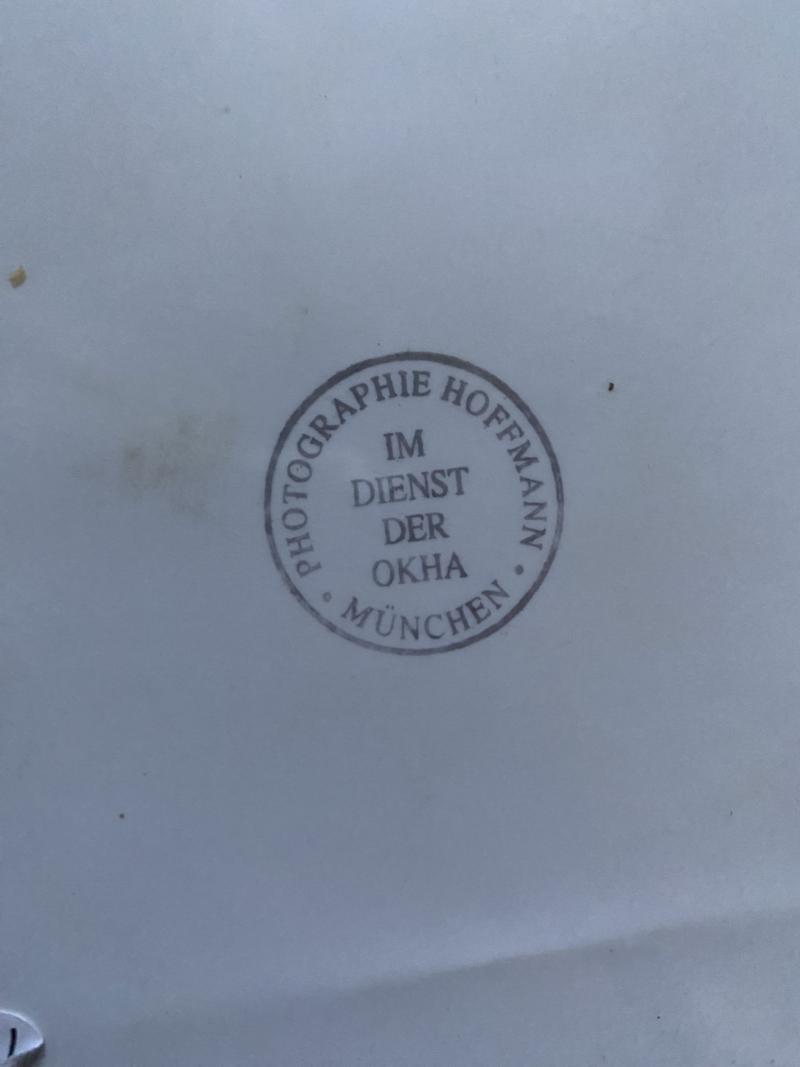 PHOTOGRAPHIE HOFFMANN
IM
DIENST
DER
OKHA
• MÜNCHEN •